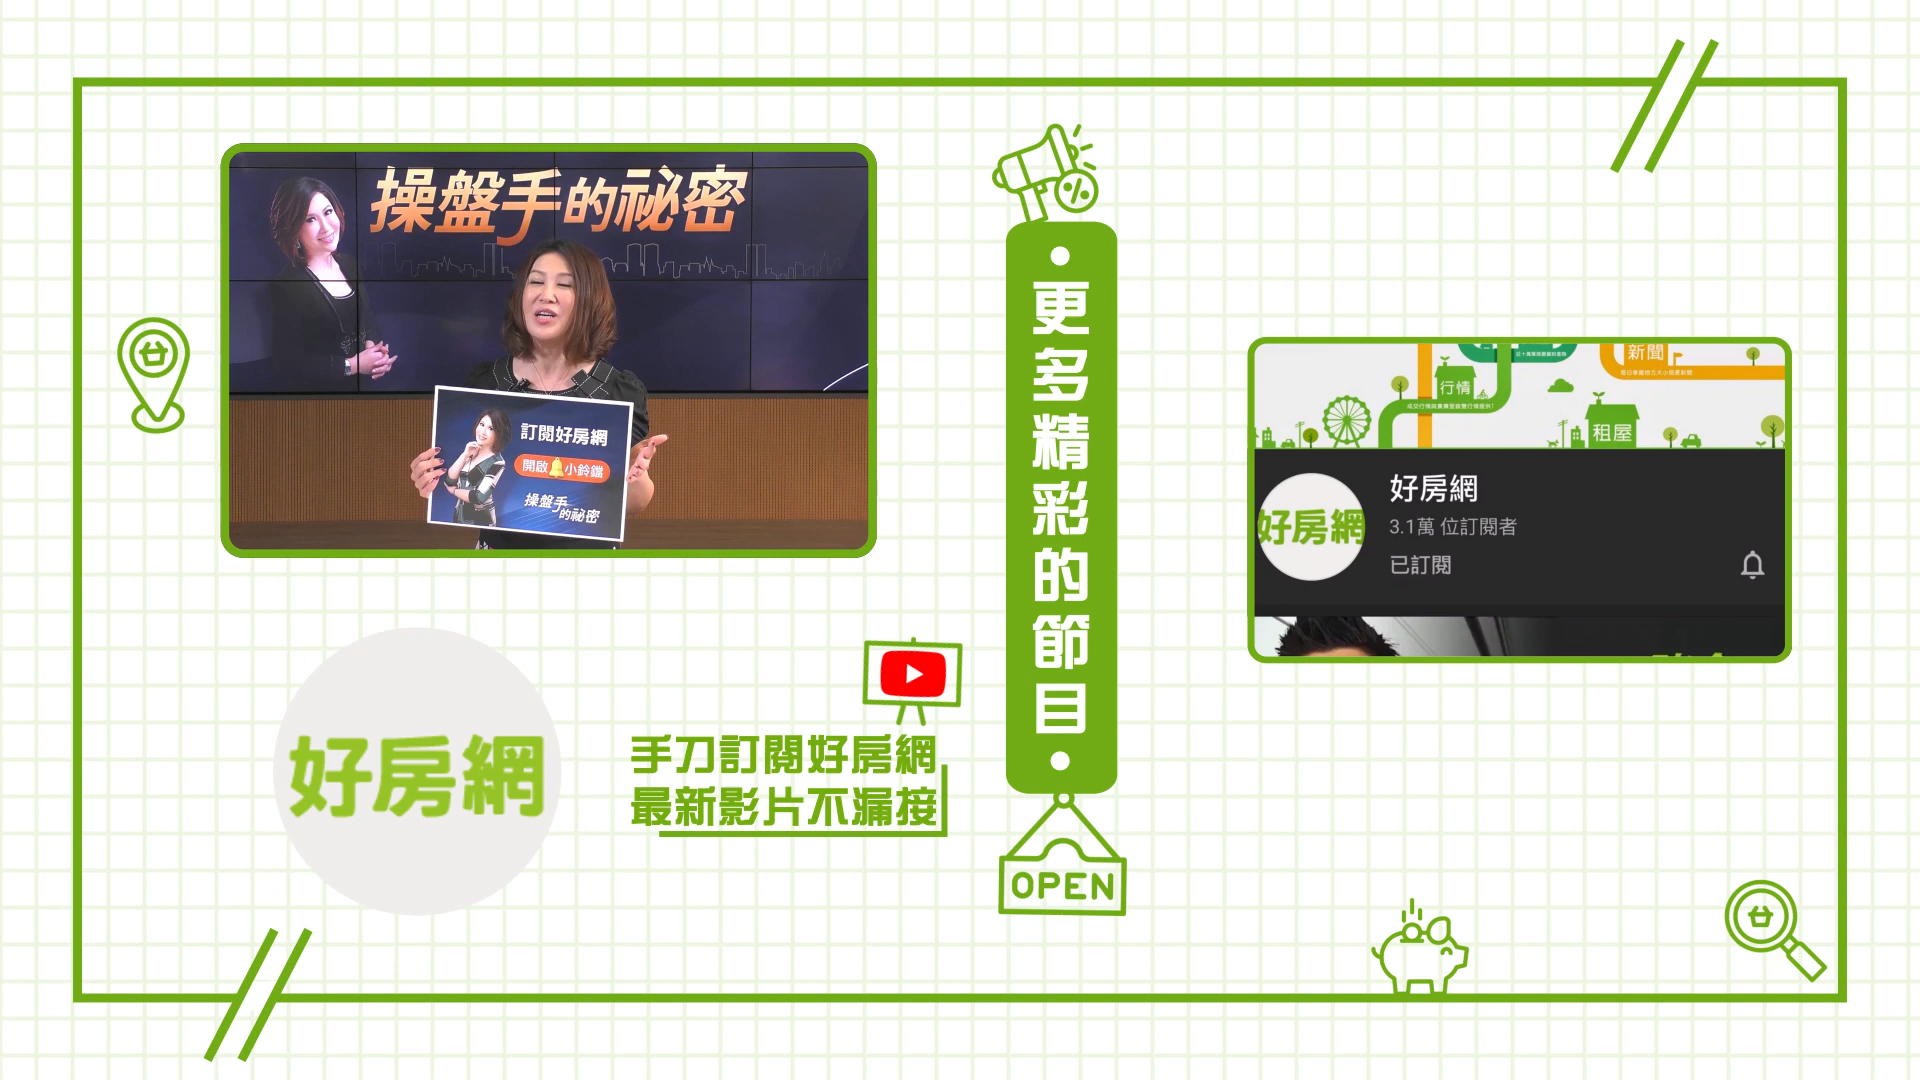 操盤手的祕密
訂閱好房網
開啟🔔小鈴鐺
操盤手
的祕密
好房網
手刀訂閱好房網
最新影片不漏接
更多精彩的節目
OPEN
新聞
行情
租屋
好房網
好房網
3.1萬 位訂閱者
已訂閱